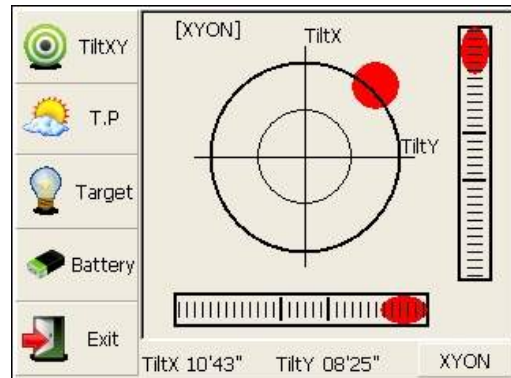 TiltXY
T.P
Target
Battery
Exit
[XYON]
TiltX
TiltY
TiltX 10'43" TiltY 08'25" XYON